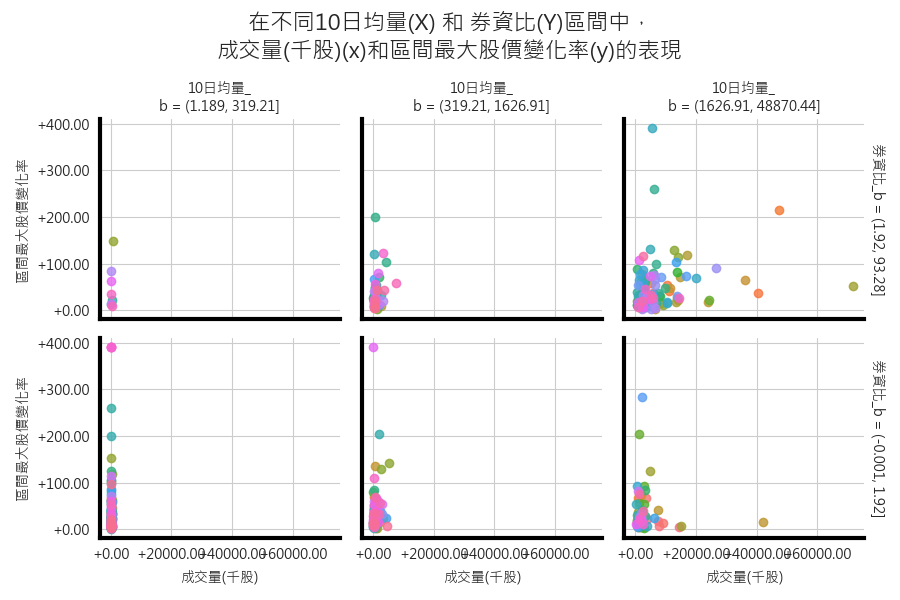 在不同10日均量(X) 和 券資比(Y)區間中，
成交量(千股)(x)和區間最大股價變化率(y)的表現
10日均量_
b = (1.189, 319.21]
10日均量_
b = (319.21, 1626.91]
10日均量_
b = (1626.91, 48870.44]
+400.00
+300.00
+200.00
+100.00
+0.00
區間最大股價變化率
券資比_b = (1.92, 93.28]
+400.00
+300.00
+200.00
+100.00
+0.00
區間最大股價變化率
券資比_b = (-0.001, 1.92]
+0.00 +20000.00 +40000.00 +60000.00
+0.00 +20000.00 +40000.00 +60000.00
+0.00 +20000.00 +40000.00 +60000.00
成交量(千股)
成交量(千股)
成交量(千股)